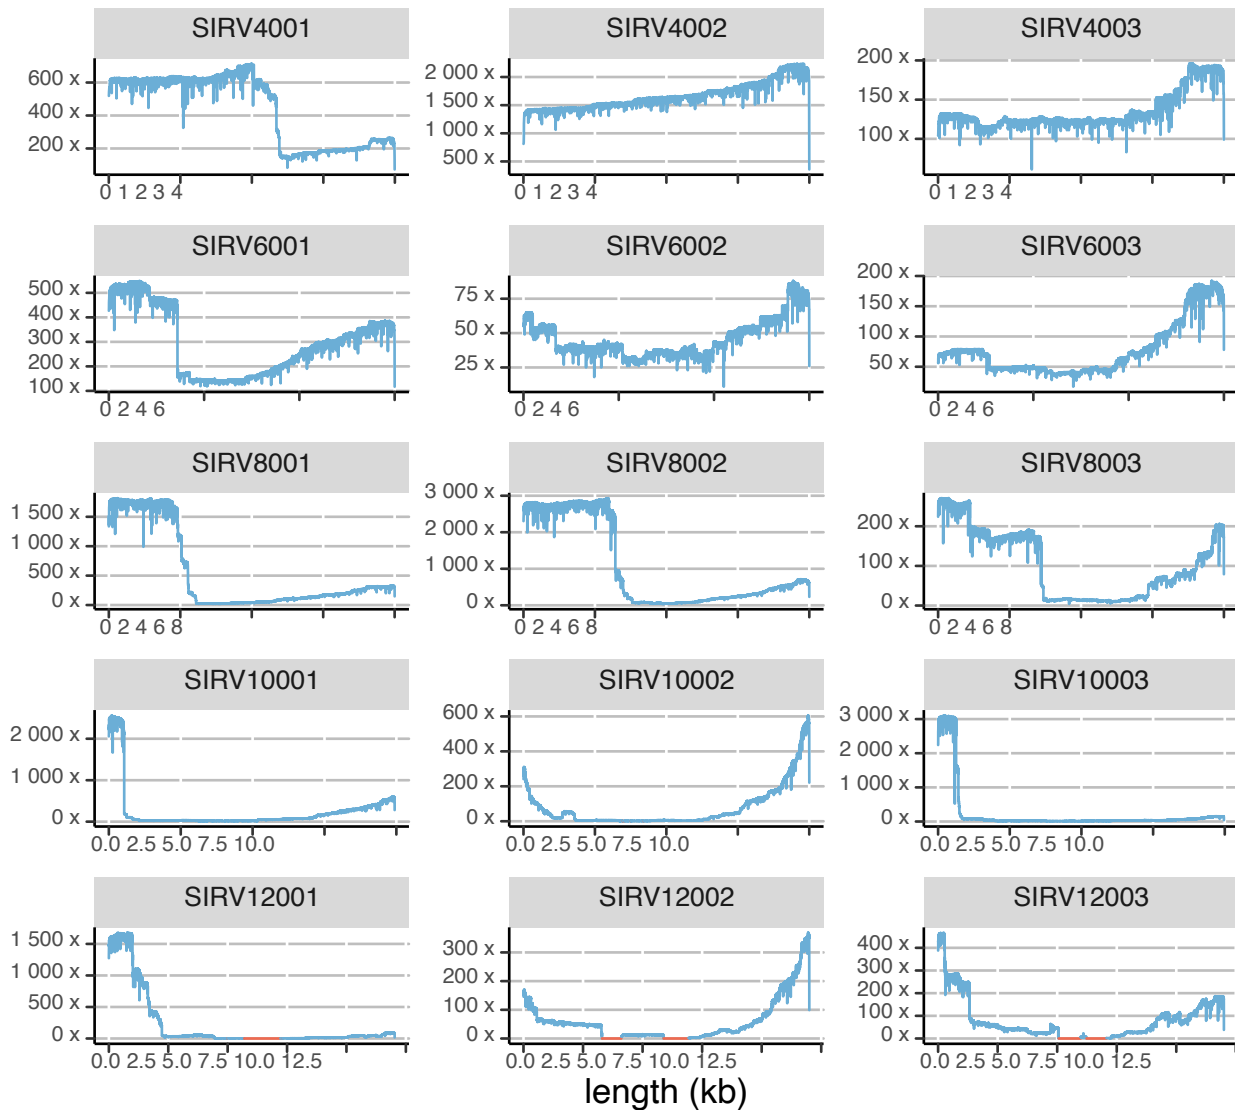 SIRV4001 SIRV4002 SIRV4003
600 x 2 000 x 200 x
400 x 1 500 x 150 x
200 x 1 000 x 100 x
500 x
0 1 2 3 4 0 1 2 3 4
SIRV6001 SIRV6002 SIRV6003
500 x 75 x 200 x
400 x 50 x 150 x
300 x 25 x 100 x
200 x 50 x
100 x
0 2 4 6 0 2 4 6
SIRV8001 SIRV8002 SIRV8003
1 500 x 3 000 x 200 x
1 000 x 2 000 x 100 x
500 x 1 000 x 0 x
0 x 0 x
0 2 4 6 8 0 2 4 6 8 0 2 4 6 8
SIRV10001 SIRV10002 SIRV10003
2 000 x 600 x 3 000 x
1 000 x 400 x 2 000 x
0 x 200 x 1 000 x
0 x 0 x
0.0 2.5 5.0 7.5 10.0 0.0 2.5 5.0 7.5 10.0 0.0 2.5 5.0 7.5 10.0
SIRV12001 SIRV12002 SIRV12003
1 500 x 300 x 400 x
1 000 x 200 x 300 x
500 x 100 x 200 x
0 x 0 x 100 x
0 x
0.0 2.5 5.0 7.5 10.0 12.5 0.0 2.5 5.0 7.5 10.0 12.5 0.0 2.5 5.0 7.5 10.0 12.5
length (kb)